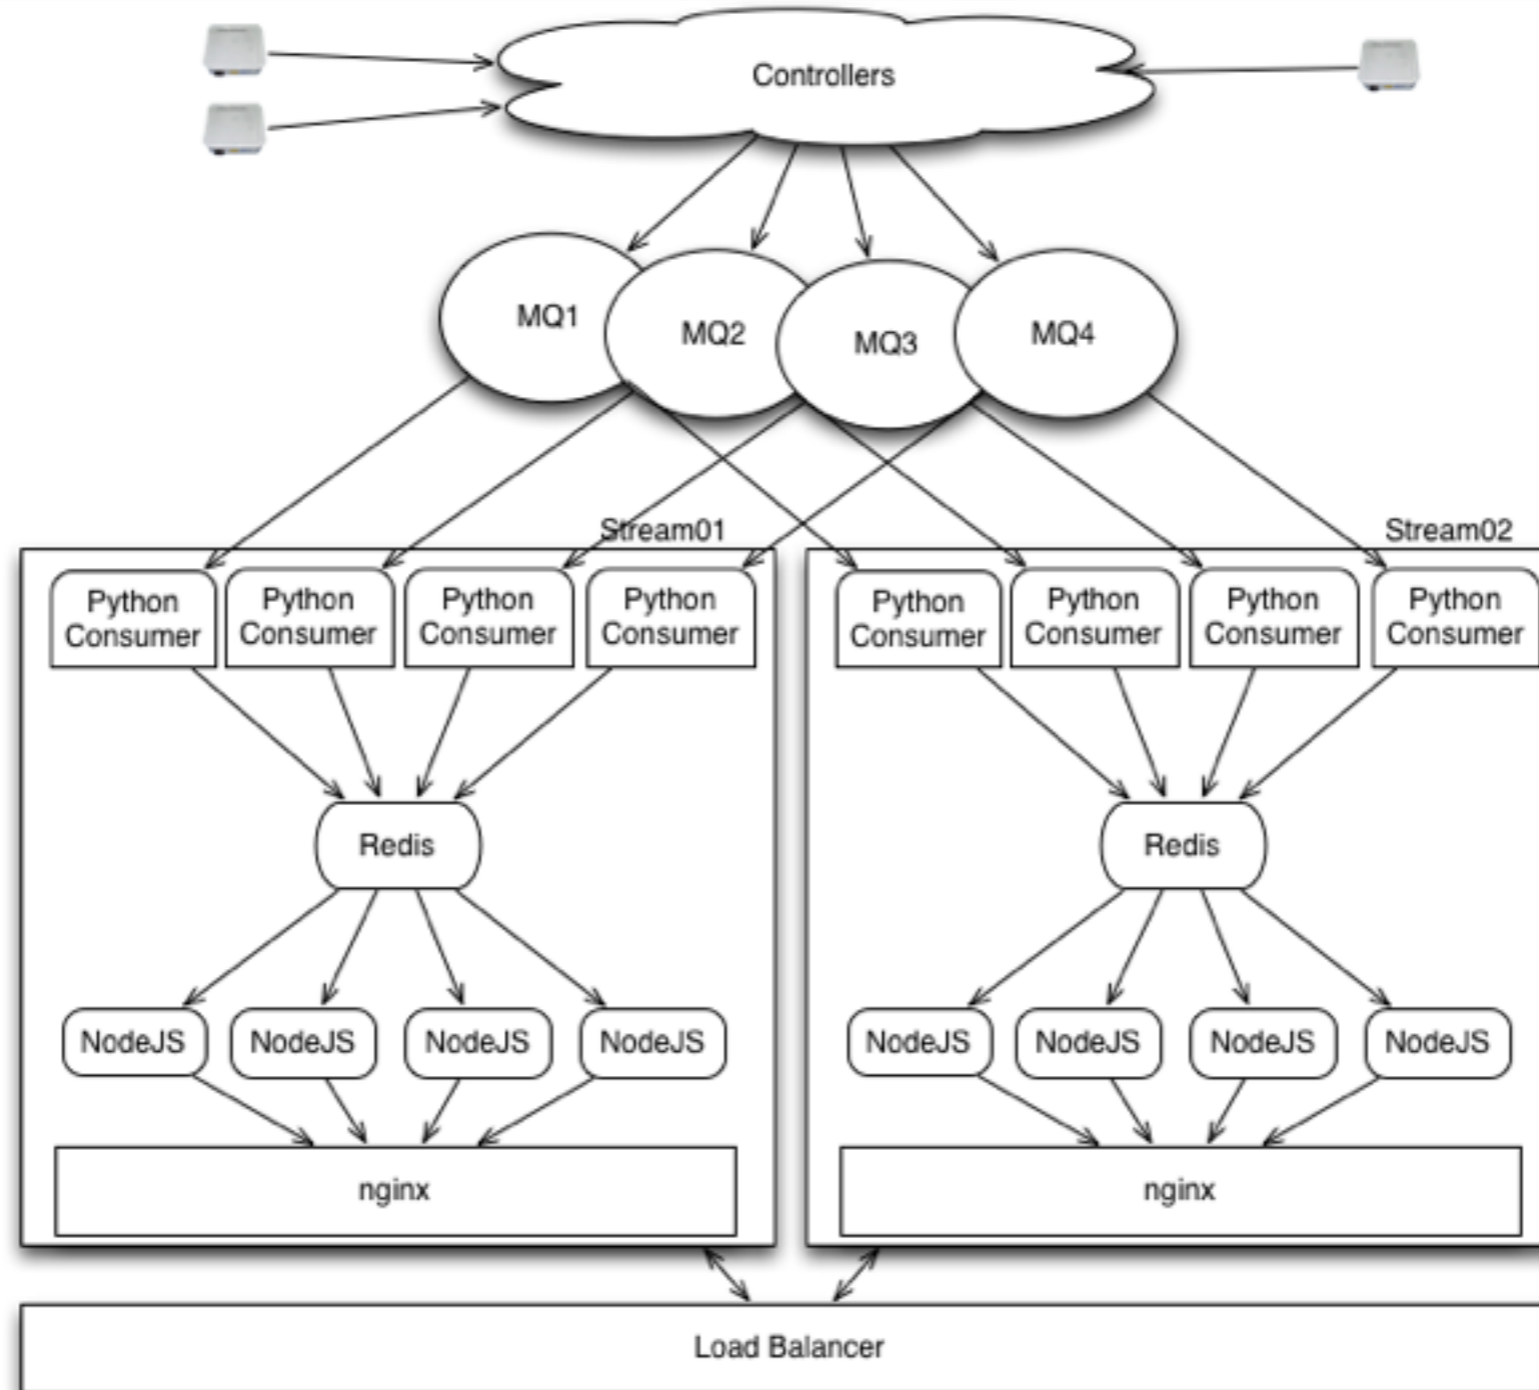 Controllers
MQ1
MQ2
MQ3
MQ4
Stream01
Stream02
Python
Consumer
Python
Consumer
Python
Consumer
Python
Consumer
Python
Consumer
Python
Consumer
Python
Consumer
Python
Consumer
Redis
Redis
NodeJS
NodeJS
NodeJS
NodeJS
NodeJS
NodeJS
NodeJS
NodeJS
nginx
nginx
Load Balancer